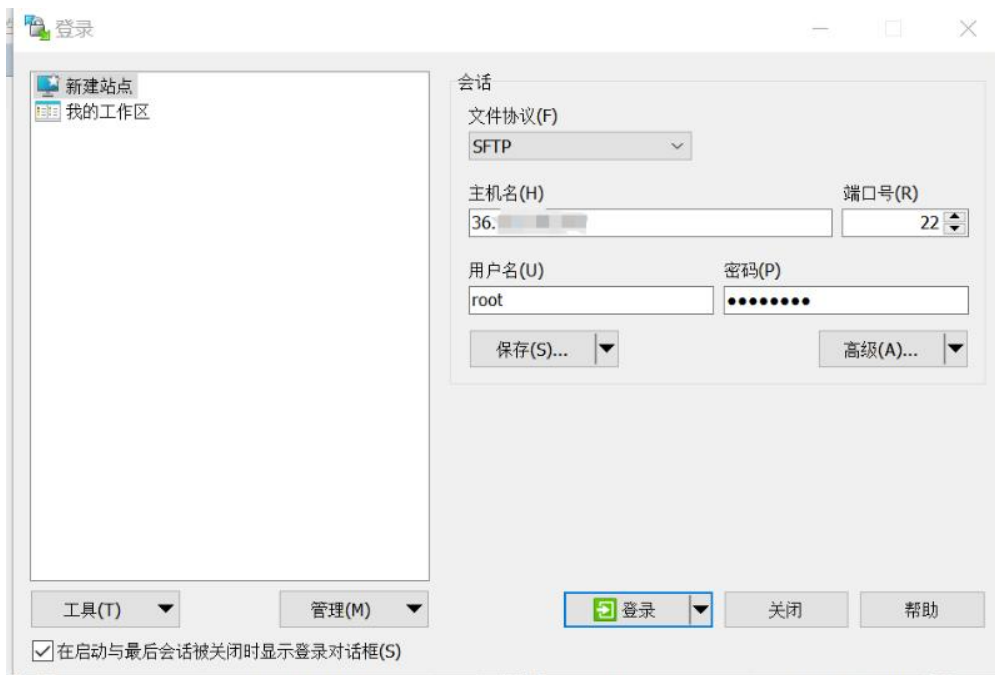 登录
新建站点
我的工作区
会话
文件协议(F)
SFTP
主机名(H)
端口号(R)
36.
22
用户名(U)
密码(P)
root
保存(S)...
高级(A)...
工具(T)
管理(M)
登录
关闭
帮助
在启动与最后会话被关闭时显示登录对话框(S)